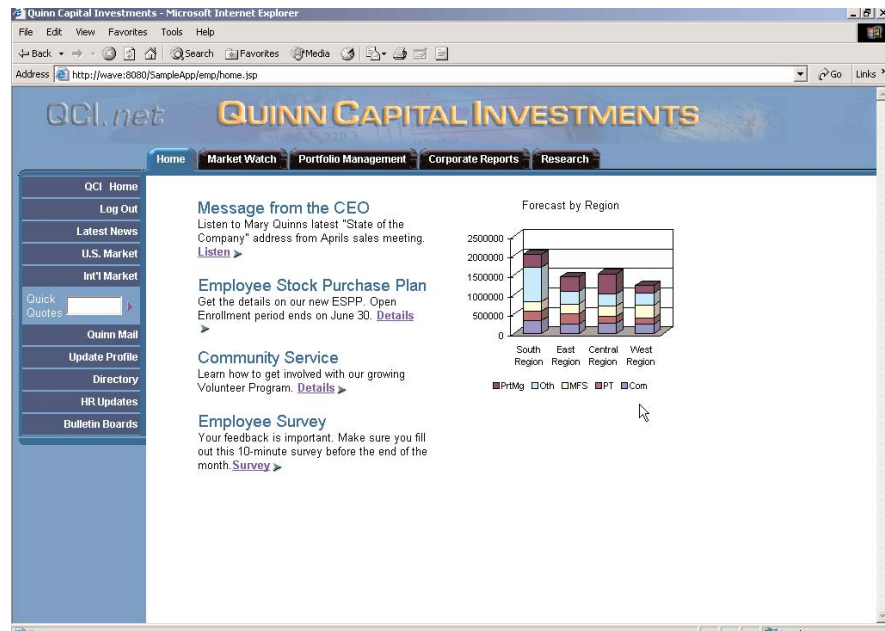 Quinn Capital Investments - Microsoft Internet Explorer
File Edit View Favorites Tools Help
Back Search Favorites Media
Address http://wave:8080/SampleApp/emp/home.jsp Go Links
QCI.net QUINN CAPITAL INVESTMENTS
Home Market Watch Portfolio Management Corporate Reports Research
QCI Home
Log Out
Latest News
U.S. Market
Int'l Market
Quick
Quotes
Quinn Mail
Update Profile
Directory
HR Updates
Bulletin Boards
Message from the CEO
Listen to Mary Quinns latest "State of the
Company" address from Aprils sales meeting.
Listen
Employee Stock Purchase Plan
Get the details on our new ESPP. Open
Enrollment period ends on June 30. Details
Community Service
Learn how to get involved with our growing
Volunteer Program. Details
Employee Survey
Your feedback is important. Make sure you fill
out this 10-minute survey before the end of the
month. Survey
Forecast by Region
2500000
2000000
1500000
1000000
500000
0
South East Central West
Region Region Region Region
PrtMg Oth MFS PT Com